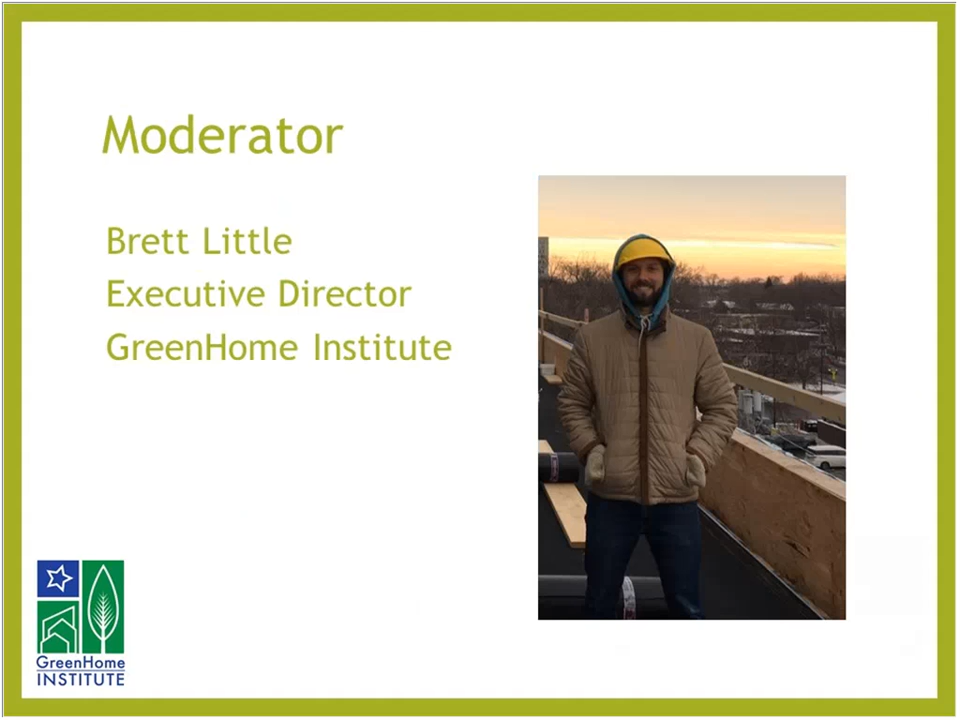 Moderator
Brett Little
Executive Director
GreenHome Institute
GreenHome
INSTITUTE